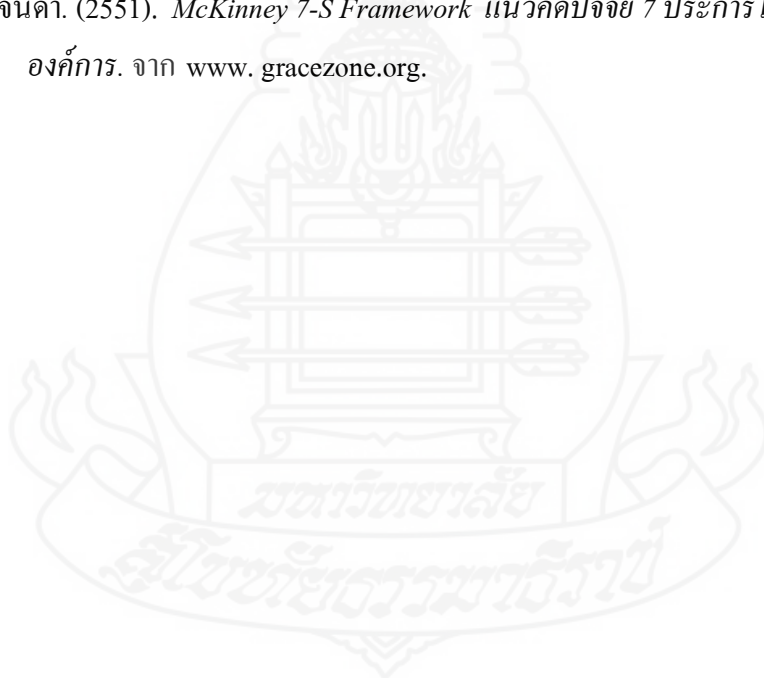 จินดา. (2551). McKinney 7-S Framework แนวคิดปัจจัย 7 ประการ
องค์การ. จาก www. gracezone.org.
มหาวิทยาลัย
สุโขทัยธรรมาธิราช